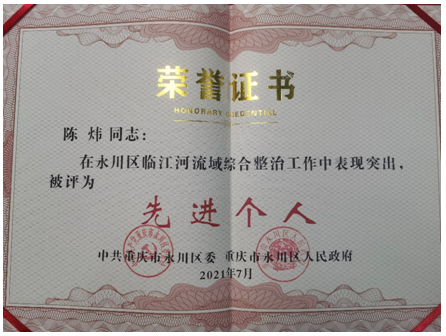 荣誉证书
HONORARY CREDENTIAL
陈 炜 同志：
在永川区临江河流域综合整治工作中表现突出，
被评为
先进个人
中共重庆市永川区委 重庆市永川区人民政府
2021年7月